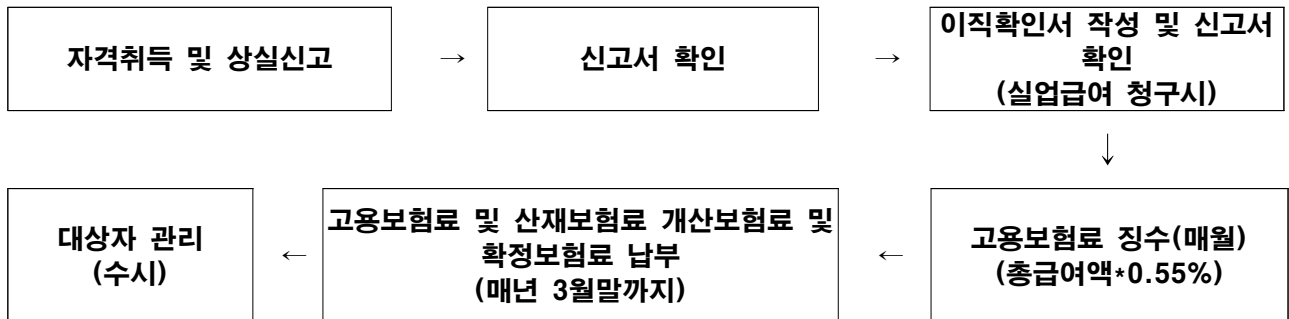 자격취득 및 상실신고
→
신고서 확인
→
이직확인서 작성 및 신고서
확인
(실업급여 청구시)
↓
고용보험료 징수(매월)
(총급여액*0.55%)
←
고용보험료 및 산재보험료 개산보험료 및
확정보험료 납부
(매년 3월말까지)
←
대상자 관리
(수시)